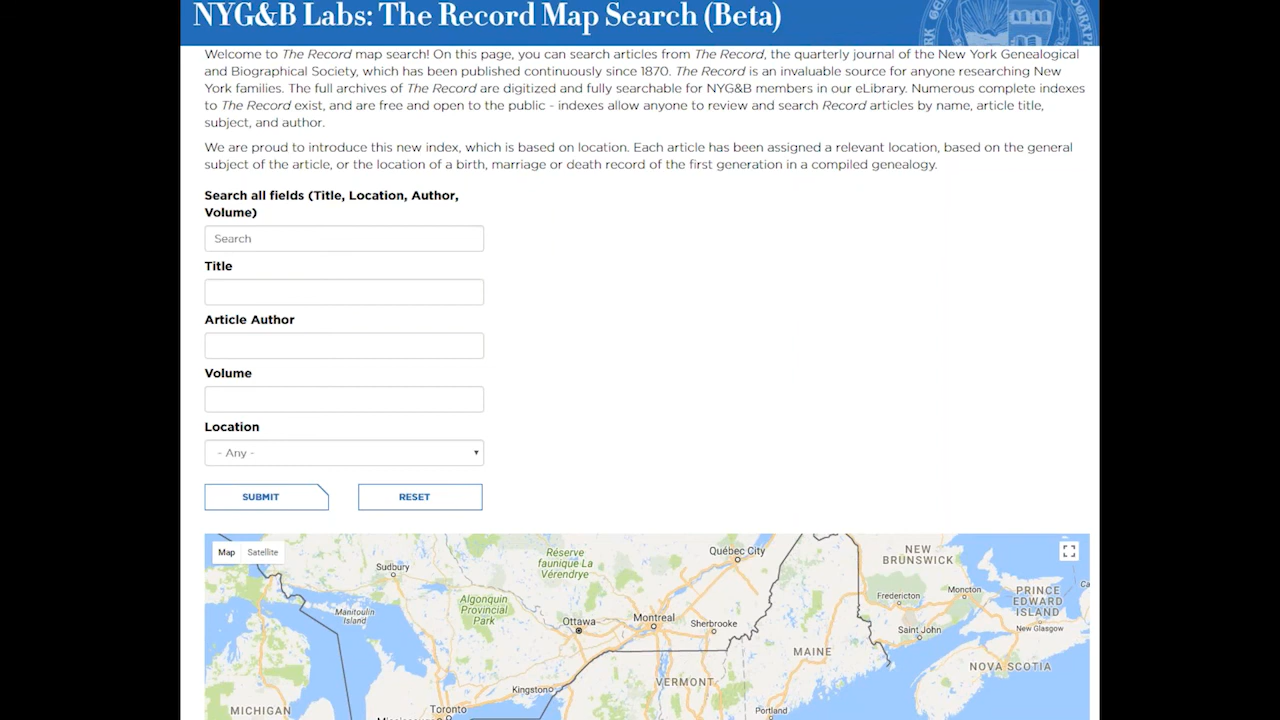 NYG&B Labs: The Record Map Search (Beta)
Welcome to The Record map search! On this page, you can search articles from The Record, the quarterly journal of the New York Genealogical
and Biographical Society, which has been published continuously since 1870. The Record is an invaluable source for anyone researching New
York families. The full archives of The Record are digitized and fully searchable for NYG&B members in our eLibrary. Numerous complete indexes
to The Record exist, and are free and open to the public - indexes allow anyone to review and search Record articles by name, article title,
subject, and author.
We are proud to introduce this new index, which is based on location. Each article has been assigned a relevant location, based on the general
subject of the article, or the location of a birth, marriage or death record of the first generation in a compiled genealogy.
Search all fields (Title, Location, Author,
Volume)
Search
Title
Article Author
Volume
Location
- Any -
SUBMIT RESET
Map Satellite
Sudbury
Réserve
faunique La
Vérendrye
Québec City
NEW
BRUNSWICK
Algonquin
Provincial
Park
Manitoulin
Island
Ottawa
Montreal
Sherbrooke
Fredericton
Moncton
PRINCE
EDWARD
ISLAND
New Glasgow
Saint John
MAINE
NOVA SCOTIA
VERMONT
Kingston
MICHIGAN
Toronto
Portland